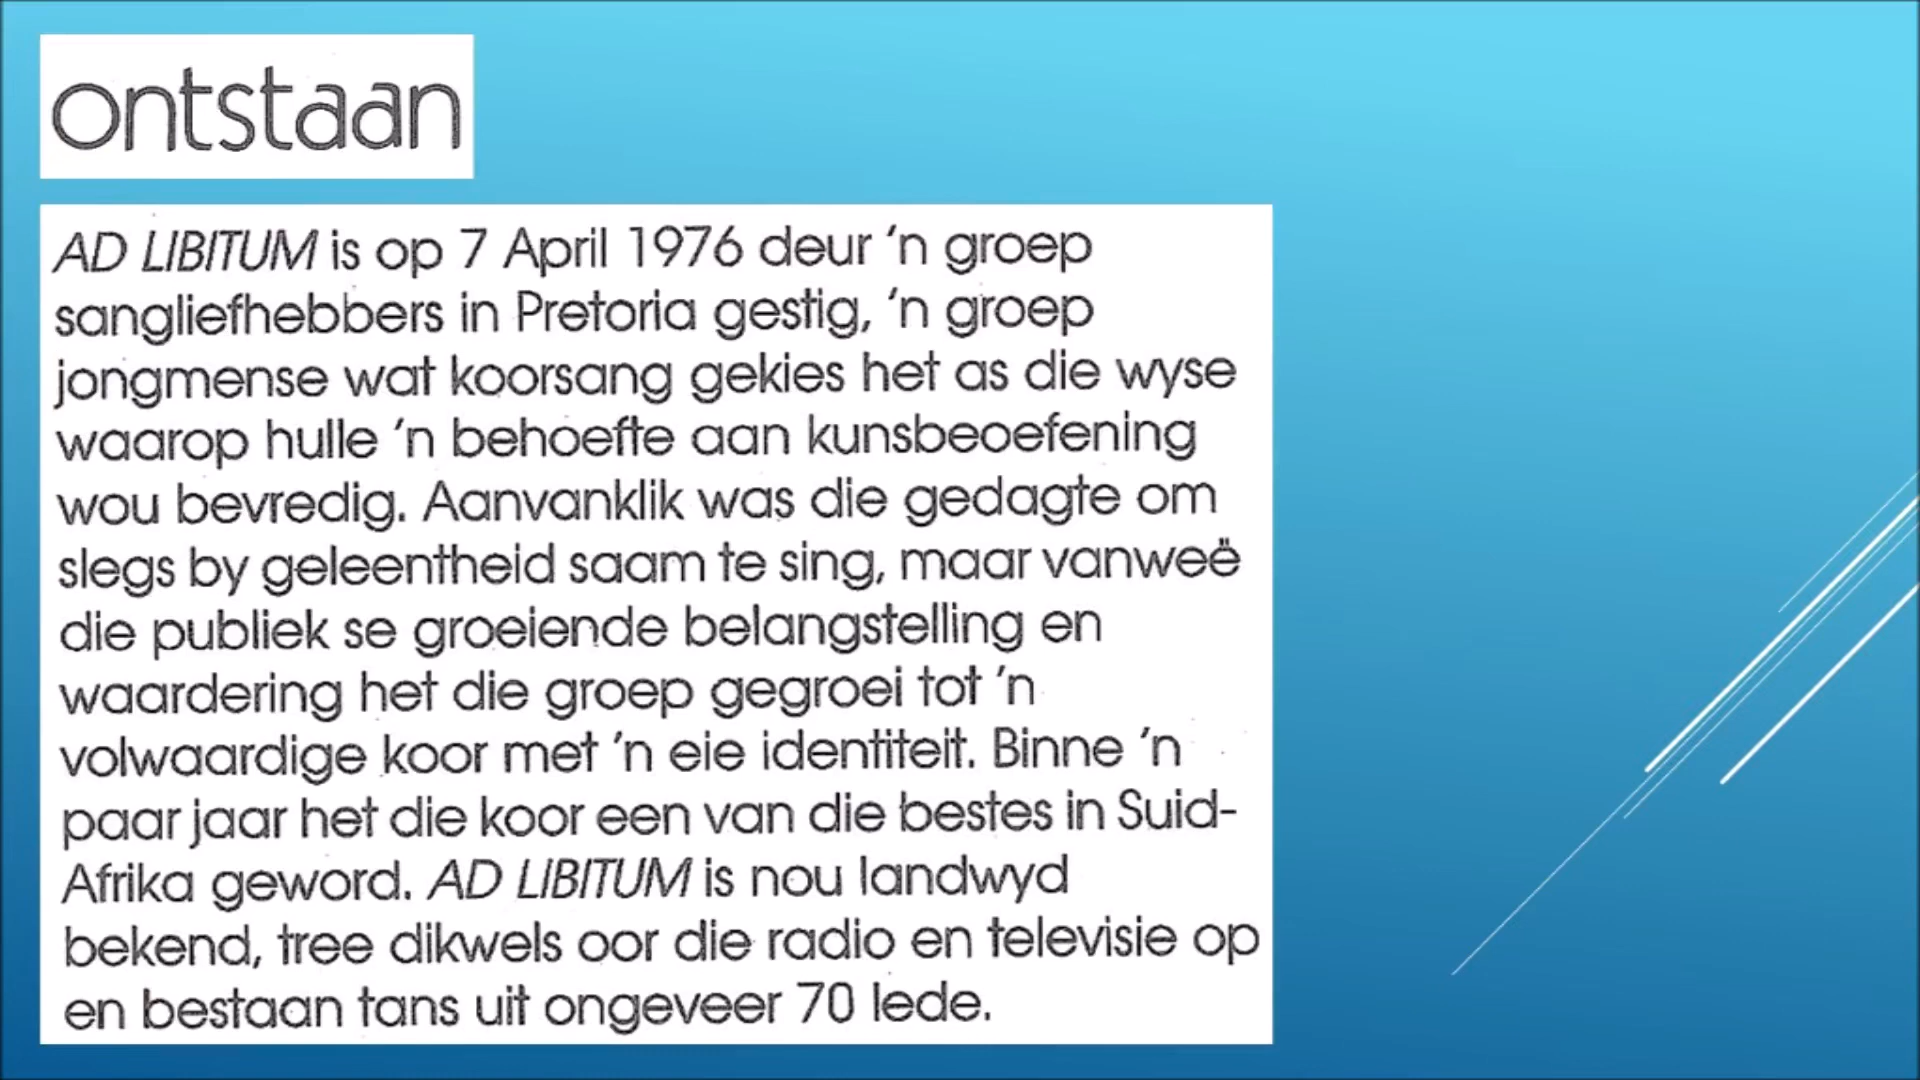 ontstaan
AD LIBITUM is op 7 April 1976 deur 'n groep
sangliefhebbers in Pretoria gestig, 'n groep
jongmense wat koorsang gekies het as die wyse
waarop hulle 'n behoefte aan kunsbeoefening
wou bevredig. Aanvanklik was die gedagte om
slegs by geleentheid saam te sing, maar vanweë
die publiek se groeiende belangstelling en
waardering het die groep gegroei tot 'n
volwaardige koor met 'n eie identiteit. Binne 'n
paar jaar het die koor een van die bestes in Suid-
Afrika geword. AD LIBITUM is nou landwyd
bekend, tree dikwels oor die radio en televisie op
en bestaan tans uit ongeveer 70 lede.